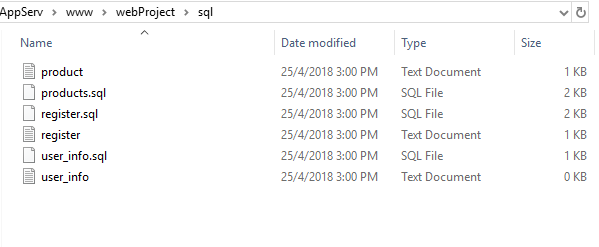 AppServ > www > webProject > sql
Name Date modified Type Size
product 25/4/2018 3:00 PM Text Document 1 KB
products.sql 25/4/2018 3:00 PM SQL File 2 KB
register.sql 25/4/2018 3:00 PM SQL File 2 KB
register 25/4/2018 3:00 PM Text Document 1 KB
user_info.sql 25/4/2018 3:00 PM SQL File 1 KB
user_info 25/4/2018 3:00 PM Text Document 0 KB